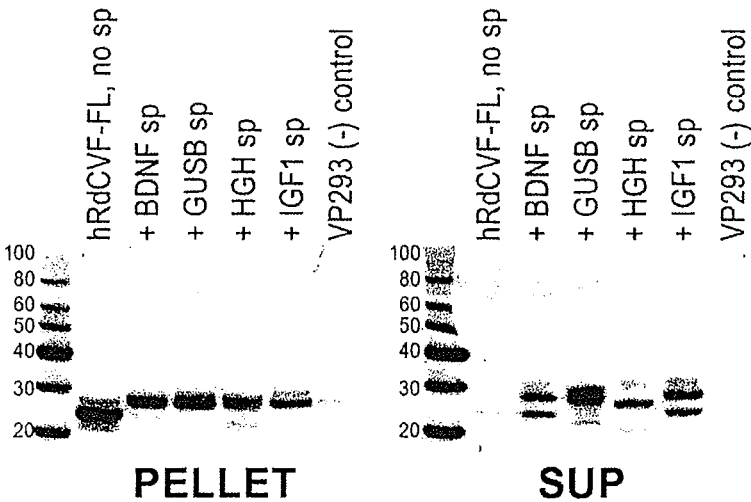 hRdCVF-FL, no sp
+ BDNF sp
+ GUSB sp
+ HGH sp
+ IGF1 sp
VP293 (-) control
100
80
60
50
40
30
20
PELLET
hRdCVF-FL, no sp
+ BDNF sp
+ GUSB sp
+ HGH sp
+ IGF1 sp
VP293 (-) control
100
80
60
50
40
30
20
SUP